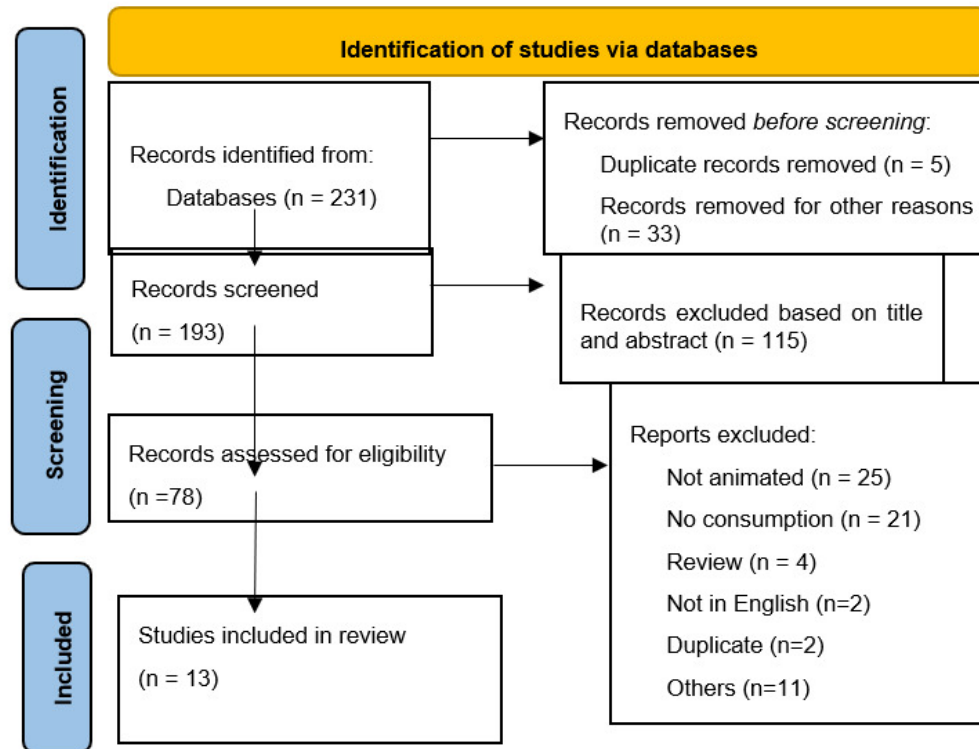 Identification of studies via databases
Identification
Records identified from:
Databases (n = 231)
Records removed before screening:
Duplicate records removed (n = 5)
Records removed for other reasons
(n = 33)
Screening
Records screened
(n = 193)
Records excluded based on title
and abstract (n = 115)
Records assessed for eligibility
(n =78)
Reports excluded:
Not animated (n = 25)
No consumption (n = 21)
Review (n = 4)
Not in English (n=2)
Duplicate (n=2)
Others (n=11)
Included
Studies included in review
(n = 13)